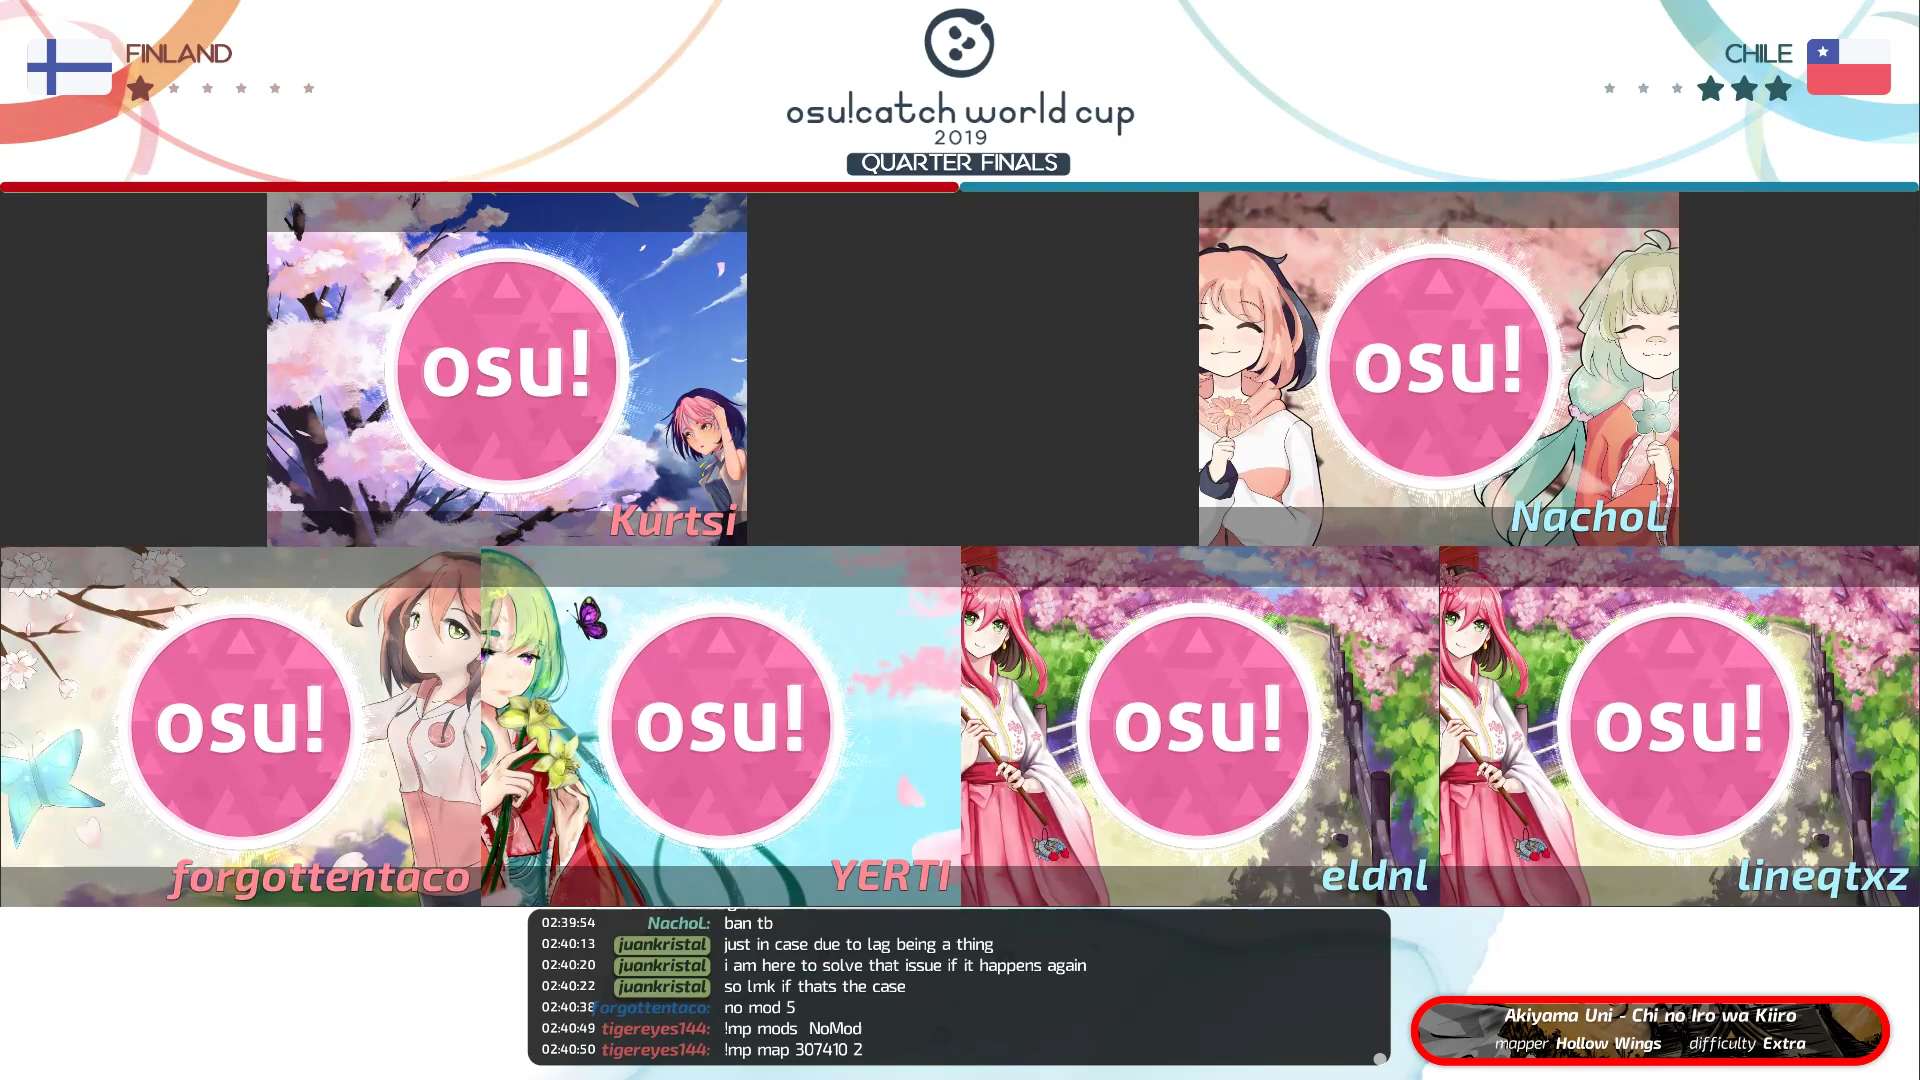 FINLAND
CHILE
osu!catch world cup
2019
QUARTER FINALS
osu!
Kurtsi
osu!
NachoL
osu!
forgottentaco
osu!
YERTI
osu!
eldnl
osu!
lineqtxz
02:39:54 NachoL: ban tb
02:40:13 juankristal just in case due to lag being a thing
02:40:20 juankristal i am here to solve that issue if it happens again
02:40:22 juankristal so lmk if thats the case
02:40:38 forgottentaco: no mod 5
02:40:49 tigereyes144: !mp mods NoMod
02:40:50 tigereyes144: !mp map 307410 2
Akiyama Uni - Chi no Iro wa Kiiro
mapper Hollow Wings difficulty Extra